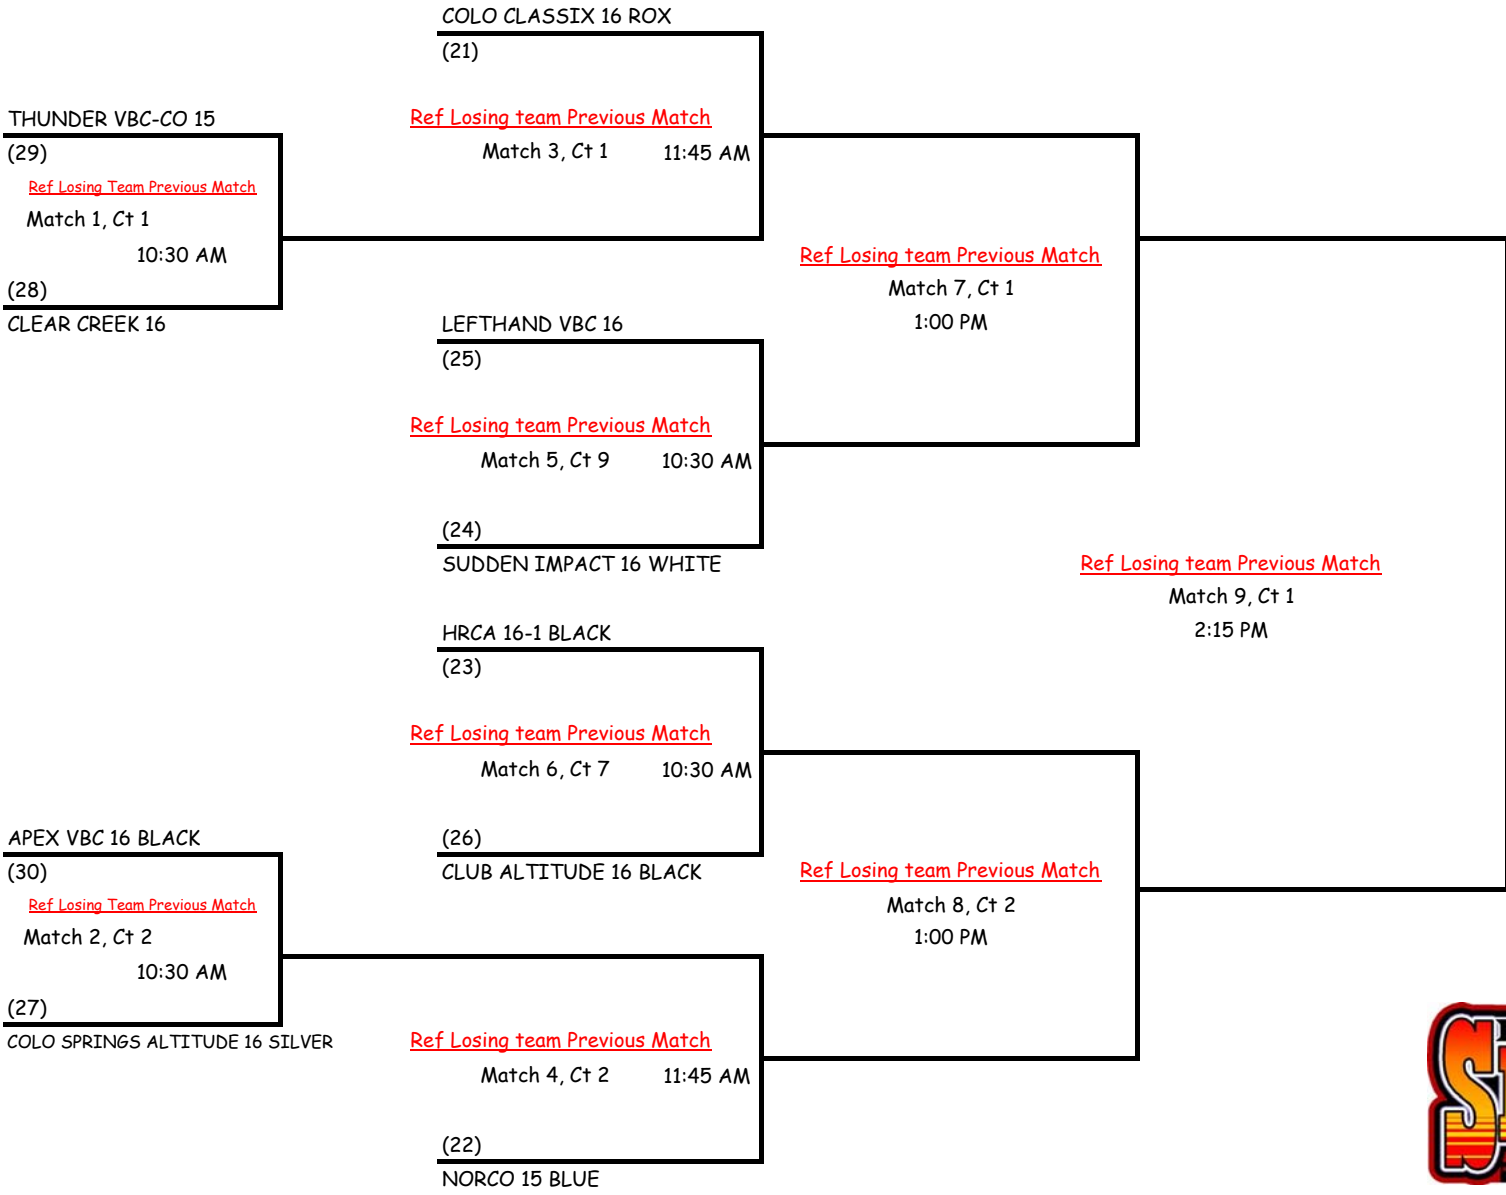 COLO CLASSIX 16 ROX
(21)
Ref Losing team Previous Match
Match 3, Ct 1 11:45 AM
THUNDER VBC-CO 15
(29)
Ref Losing Team Previous Match
Match 1, Ct 1
10:30 AM
(28)
CLEAR CREEK 16
Ref Losing team Previous Match
Match 7, Ct 1
1:00 PM
LEFTHAND VBC 16
(25)
Ref Losing team Previous Match
Match 5, Ct 9 10:30 AM
(24)
SUDDEN IMPACT 16 WHITE
Ref Losing team Previous Match
Match 9, Ct 1
2:15 PM
HRCA 16-1 BLACK
(23)
Ref Losing team Previous Match
Match 6, Ct 7 10:30 AM
(26)
CLUB ALTITUDE 16 BLACK
APEX VBC 16 BLACK
(30)
Ref Losing Team Previous Match
Match 2, Ct 2
10:30 AM
(27)
COLO SPRINGS ALTITUDE 16 SILVER
Ref Losing team Previous Match
Match 8, Ct 2
1:00 PM
Ref Losing team Previous Match
Match 4, Ct 2 11:45 AM
(22)
NORCO 15 BLUE